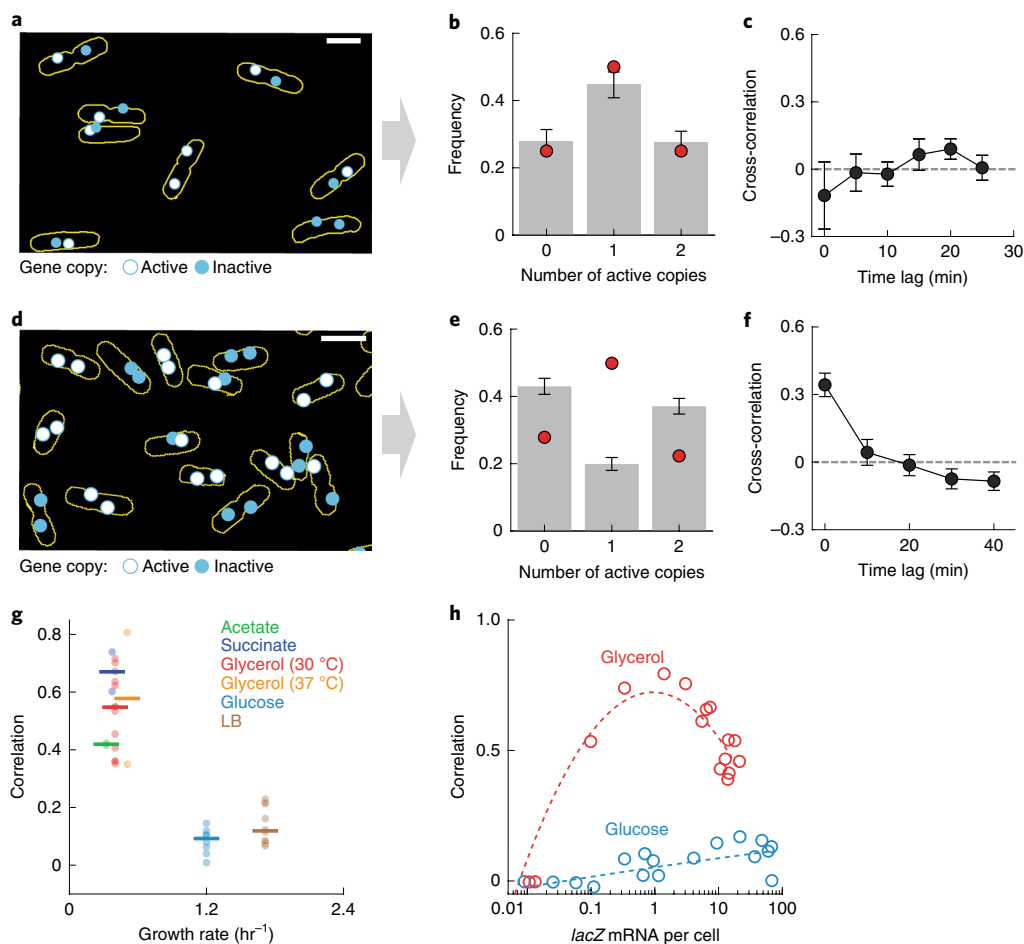 a
Gene copy: Active Inactive
b
Frequency
0.6
0.4
0.2
0
0 1 2
Number of active copies
c
Cross-correlation
0.3
0
–0.3
0 10 20 30
Time lag (min)
d
Gene copy: Active Inactive
e
Frequency
0.6
0.4
0.2
0
0 1 2
Number of active copies
f
Cross-correlation
0.3
0
–0.3
0 20 40
Time lag (min)
g
Correlation
0.8
0.6
0.4
0.2
0
Acetate
Succinate
Glycerol (30 °C)
Glycerol (37 °C)
Glucose
LB
0 1.2 2.4
Growth rate (hr⁻¹)
h
Correlation
1.0
0.5
0
Glycerol
Glucose
0.01 0.1 1 10 100
lacZ mRNA per cell